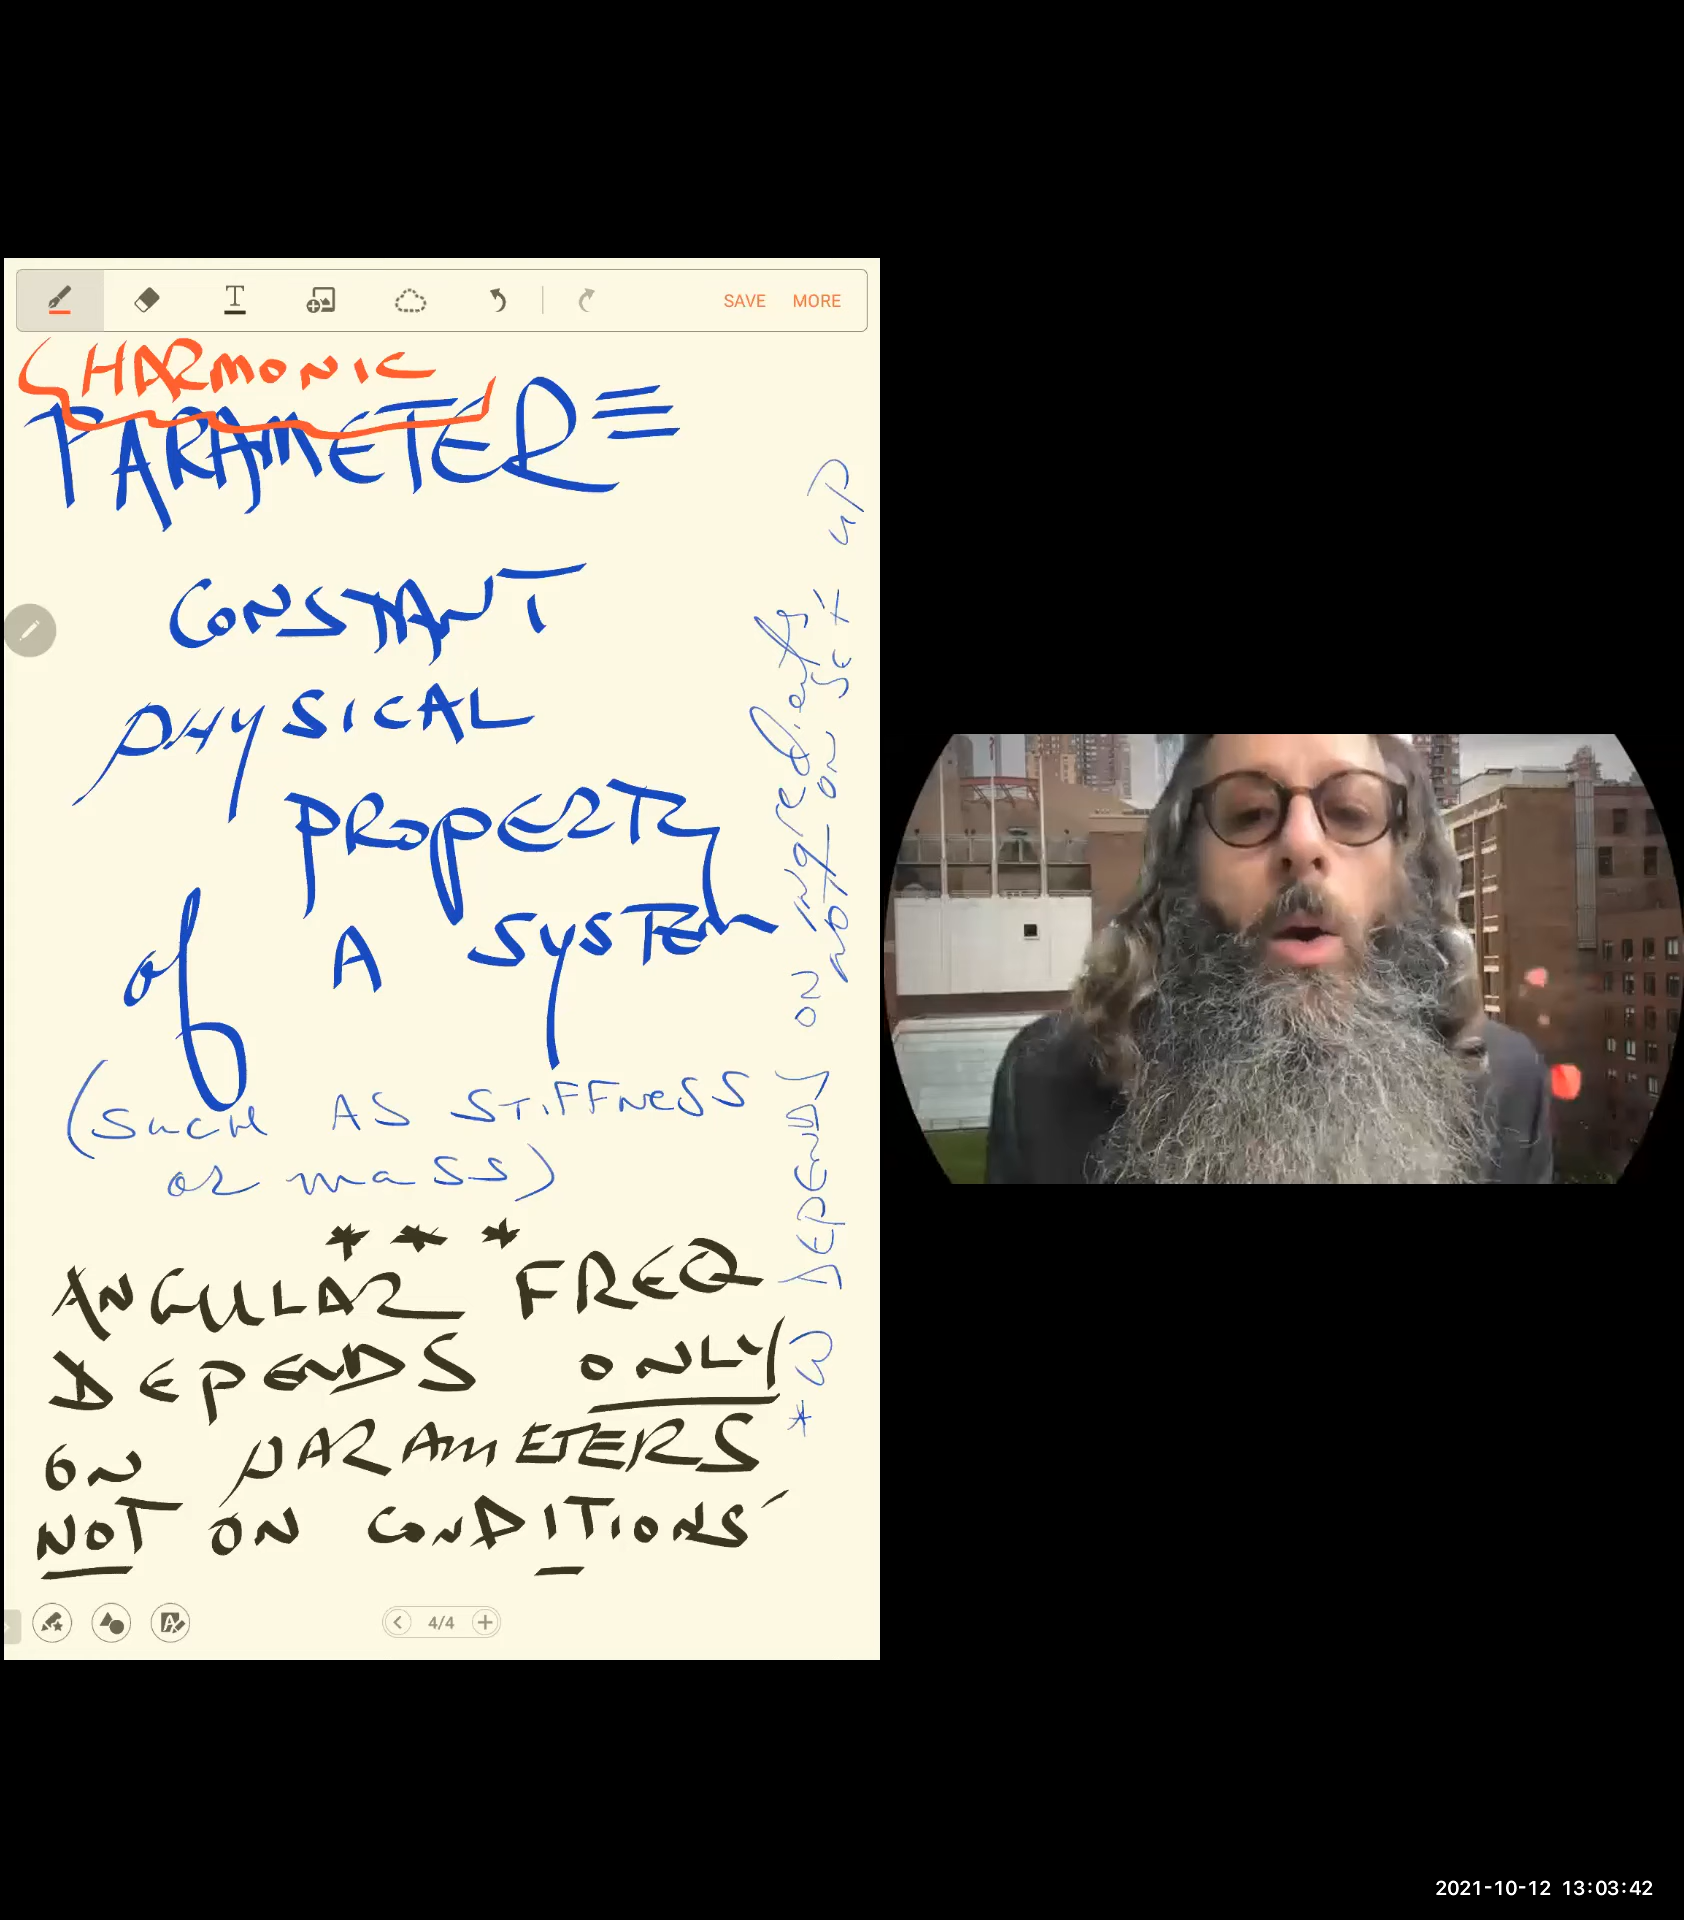 SAVE MORE
HARMONIC
PARAMETER ≡
CONSTANT
PHYSICAL
PROPERTY
of A SYSTEM
(SUCH AS STIFFNESS
or mass)
* * *
ANGULAR FREQ
DEPENDS ONLY
ON PARAMETERS
NOT ON CONDITIONS
* ω DEPENDS ON ingredients
NOT ON SET UP
4/4
2021-10-12 13:03:42